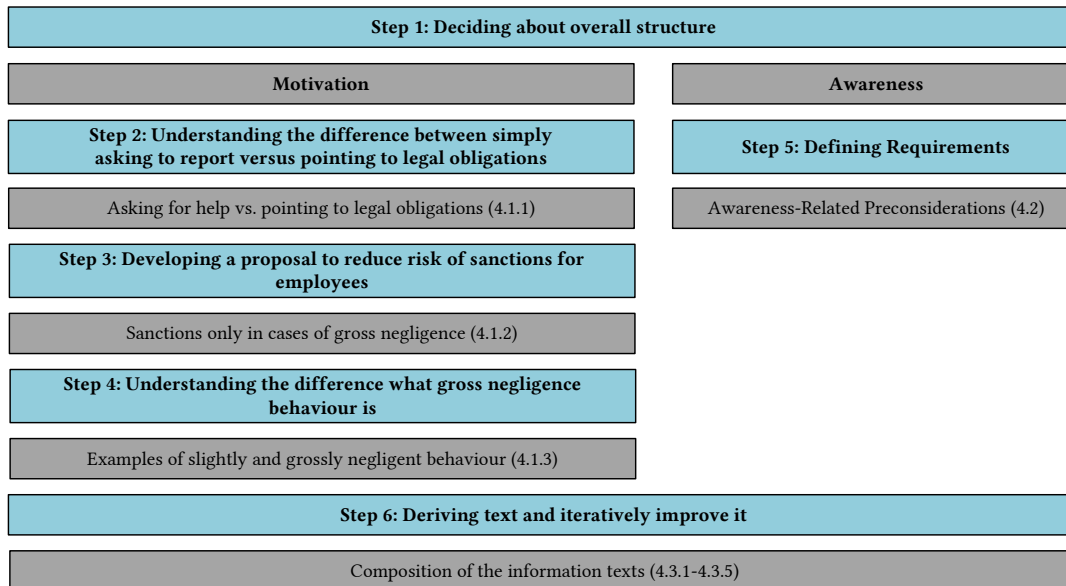 Step 1: Deciding about overall structure
Motivation
Awareness
Step 2: Understanding the difference between simply
asking to report versus pointing to legal obligations
Step 5: Defining Requirements
Asking for help vs. pointing to legal obligations (4.1.1)
Awareness-Related Preconsiderations (4.2)
Step 3: Developing a proposal to reduce risk of sanctions for
employees
Sanctions only in cases of gross negligence (4.1.2)
Step 4: Understanding the difference what gross negligence
behaviour is
Examples of slightly and grossly negligent behaviour (4.1.3)
Step 6: Deriving text and iteratively improve it
Composition of the information texts (4.3.1-4.3.5)